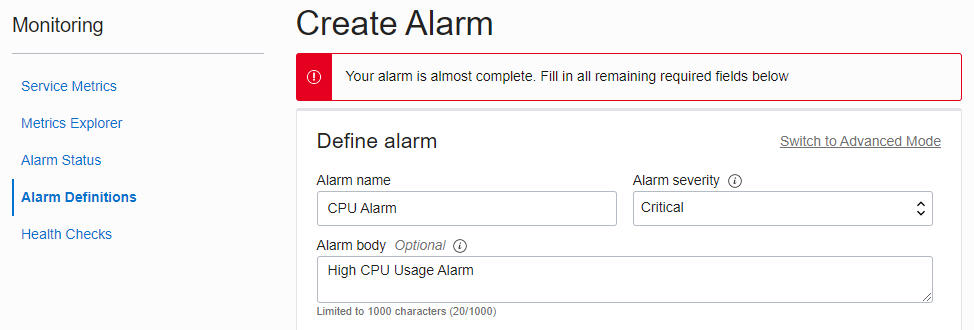 Monitoring
Service Metrics
Metrics Explorer
Alarm Status
Alarm Definitions
Health Checks
Create Alarm
Your alarm is almost complete. Fill in all remaining required fields below
Define alarm
Switch to Advanced Mode
Alarm name
Alarm severity
CPU Alarm
Critical
Alarm body Optional
High CPU Usage Alarm
Limited to 1000 characters (20/1000)